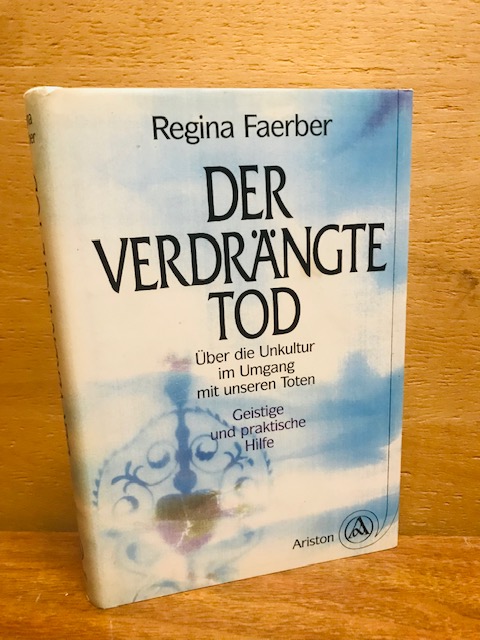 Regina Faerber
DER
VERDRÄNGTE
TOD
Über die Unkultur
im Umgang
mit unseren Toten
Geistige
und praktische
Hilfe
Ariston